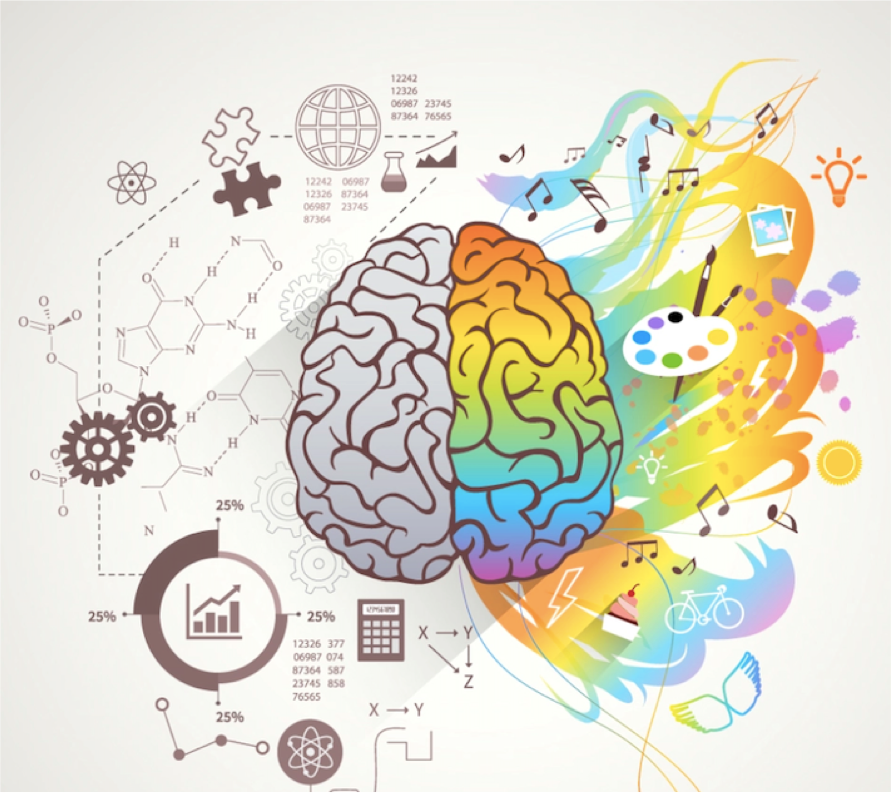 12242
12326
06987 23745
87364 76565
12242 06987
12326 87364
06987 23745
87364
H
N
O
H
N
H
O
N
N
N
N
H
N
O
O
O
P
O
O
O
H
N
H
O
P
O
O
H
N
O
N
H
N
N
25%
25%
25%
25%
12326 377
06987 074
87364 587
23745 858
76565
X → Y
Z
X → Y